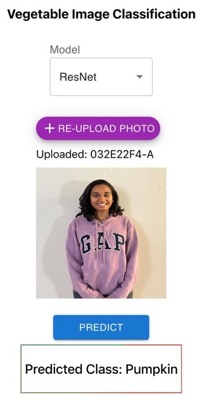 Vegetable Image Classification
Model
ResNet
+ RE-UPLOAD PHOTO
Uploaded: 032E22F4-A
GAP
PREDICT
Predicted Class: Pumpkin